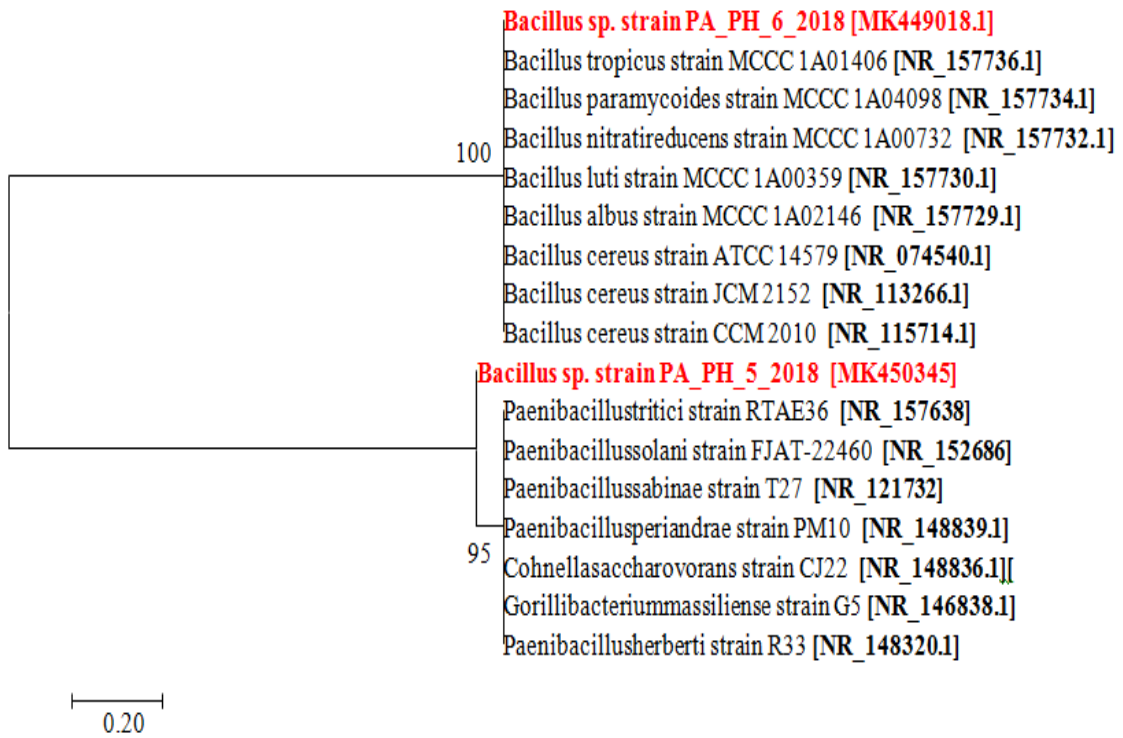 Bacillus sp. strain PA_PH_6_2018 [MK449018.1]
Bacillus tropicus strain MCCC 1A01406 [NR_157736.1]
Bacillus paramycoides strain MCCC 1A04098 [NR_157734.1]
Bacillus nitratireducens strain MCCC 1A00732 [NR_157732.1]
100
Bacillus luti strain MCCC 1A00359 [NR_157730.1]
Bacillus albus strain MCCC 1A02146 [NR_157729.1]
Bacillus cereus strain ATCC 14579 [NR_074540.1]
Bacillus cereus strain JCM 2152 [NR_113266.1]
Bacillus cereus strain CCM 2010 [NR_115714.1]
Bacillus sp. strain PA_PH_5_2018 [MK450345]
Paenibacillustritici strain RTAE36 [NR_157638]
Paenibacillussolani strain FJAT-22460 [NR_152686]
Paenibacillussabinae strain T27 [NR_121732]
Paenibacillusperiandrae strain PM10 [NR_148839.1]
95
Cohnellasaccharovorans strain CJ22 [NR_148836.1][
Gorillibacteriummassiliense strain G5 [NR_146838.1]
Paenibacillusherberti strain R33 [NR_148320.1]
0.20